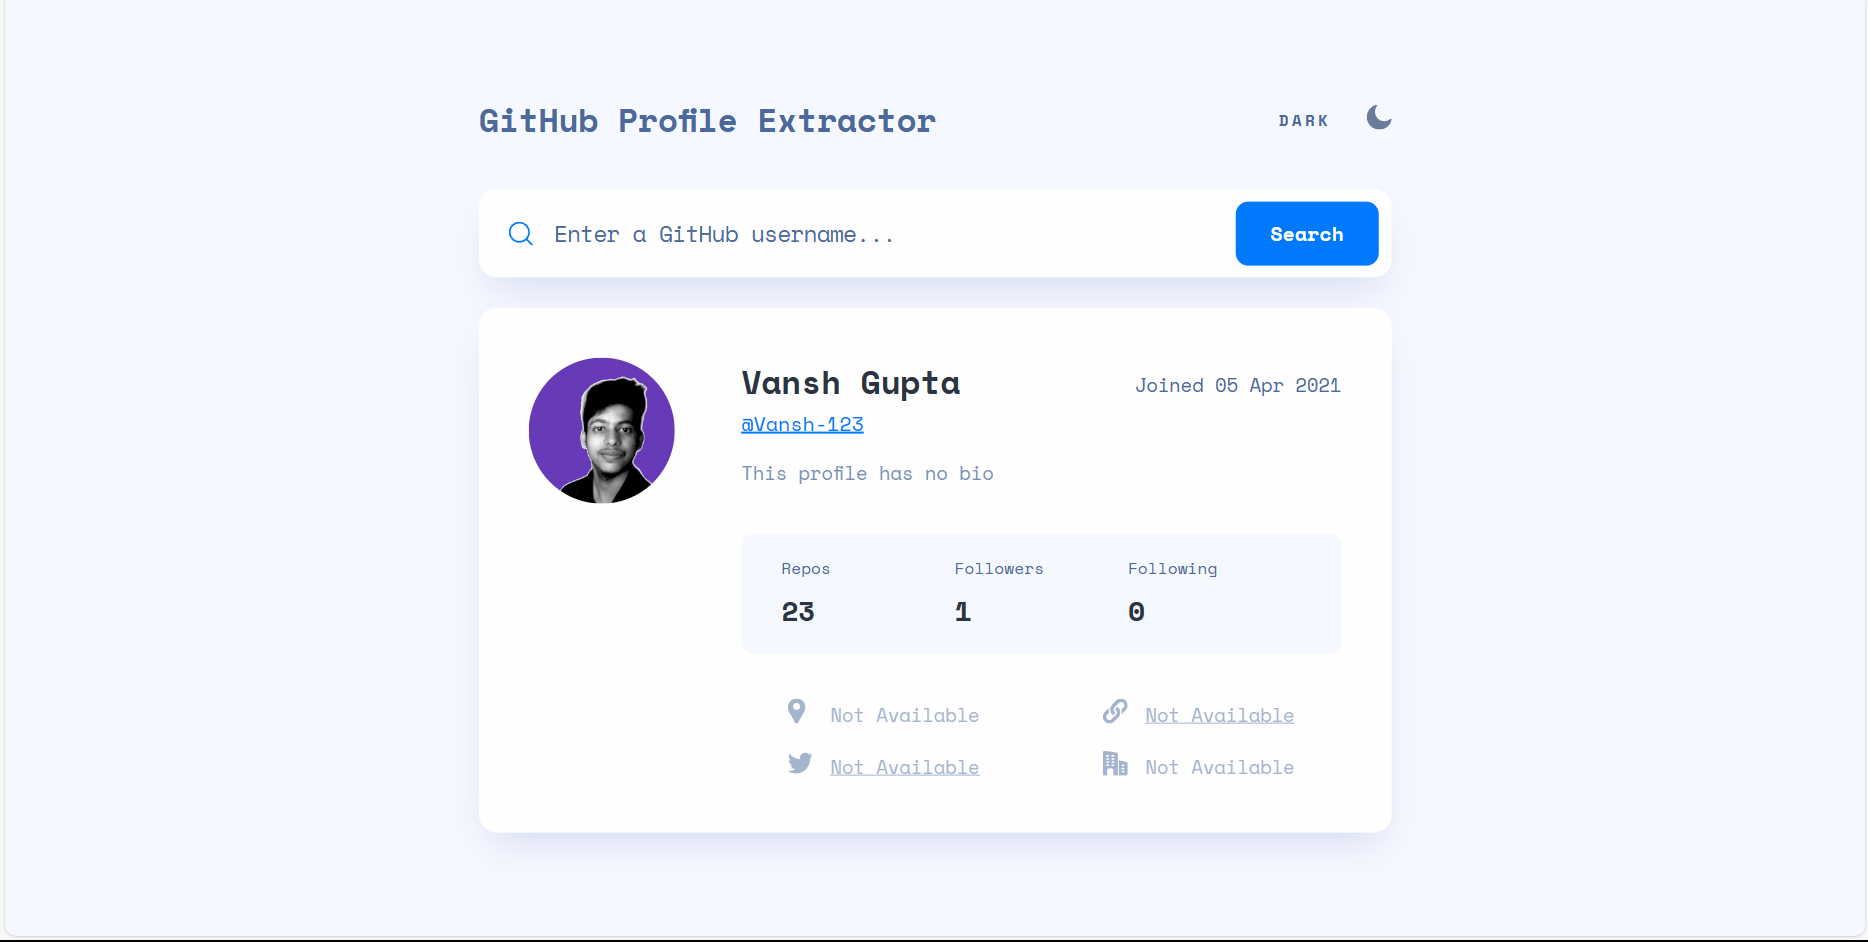 GitHub Profile Extractor
DARK
Enter a GitHub username...
Search
Vansh Gupta
Joined 05 Apr 2021
@Vansh-123
This profile has no bio
Repos Followers Following
23 1 0
Not Available Not Available
Not Available Not Available